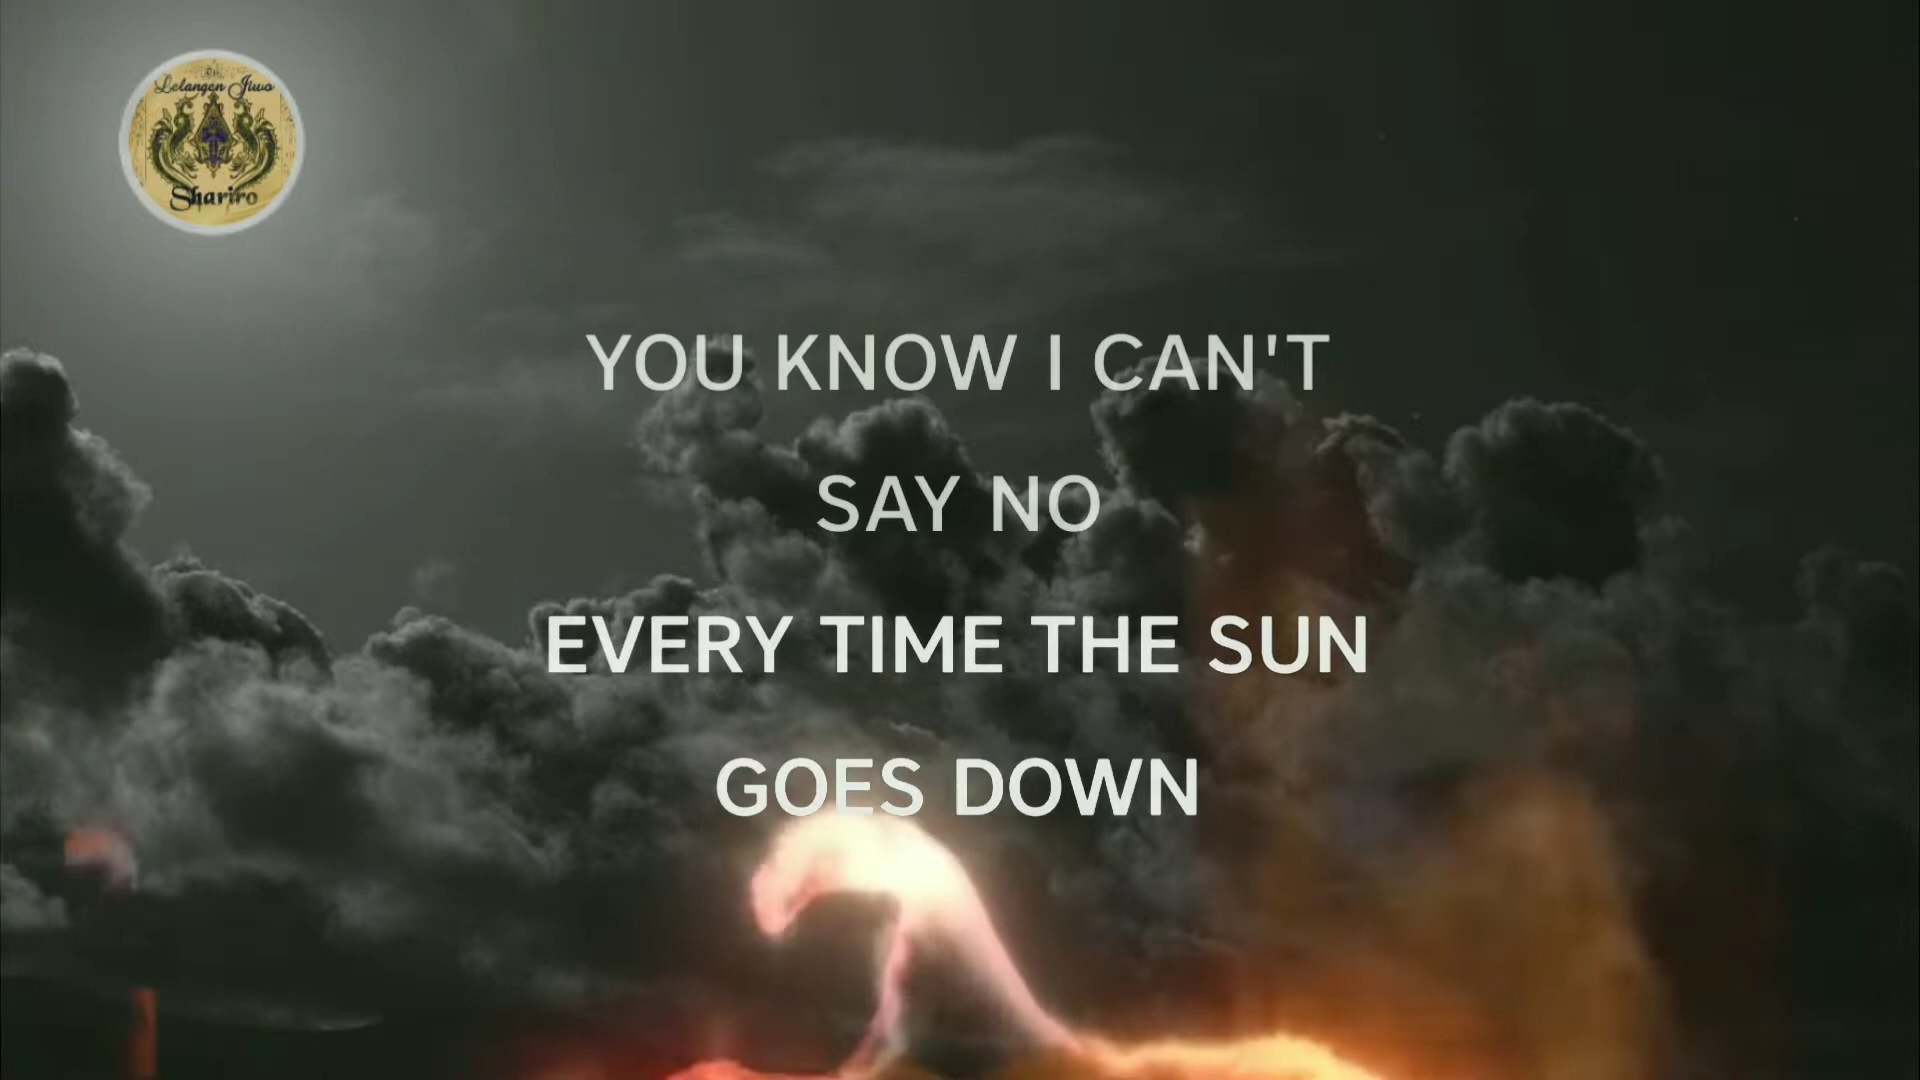 Lelangen Jiwo
Shariro
YOU KNOW I CAN'T
SAY NO
EVERY TIME THE SUN
GOES DOWN